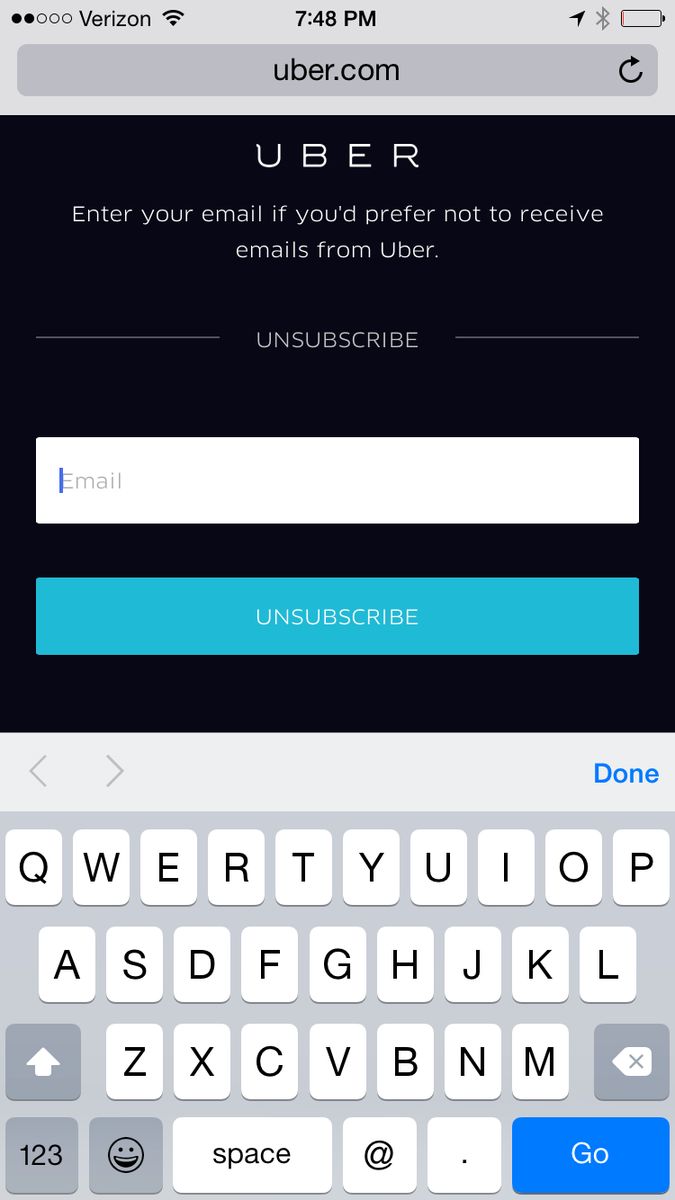 Verizon 7:48 PM
uber.com
UBER
Enter your email if you'd prefer not to receive
emails from Uber.
UNSUBSCRIBE
Email
UNSUBSCRIBE
Done
Q W E R T Y U I O P
A S D F G H J K L
Z X C V B N M
123 space @ . Go